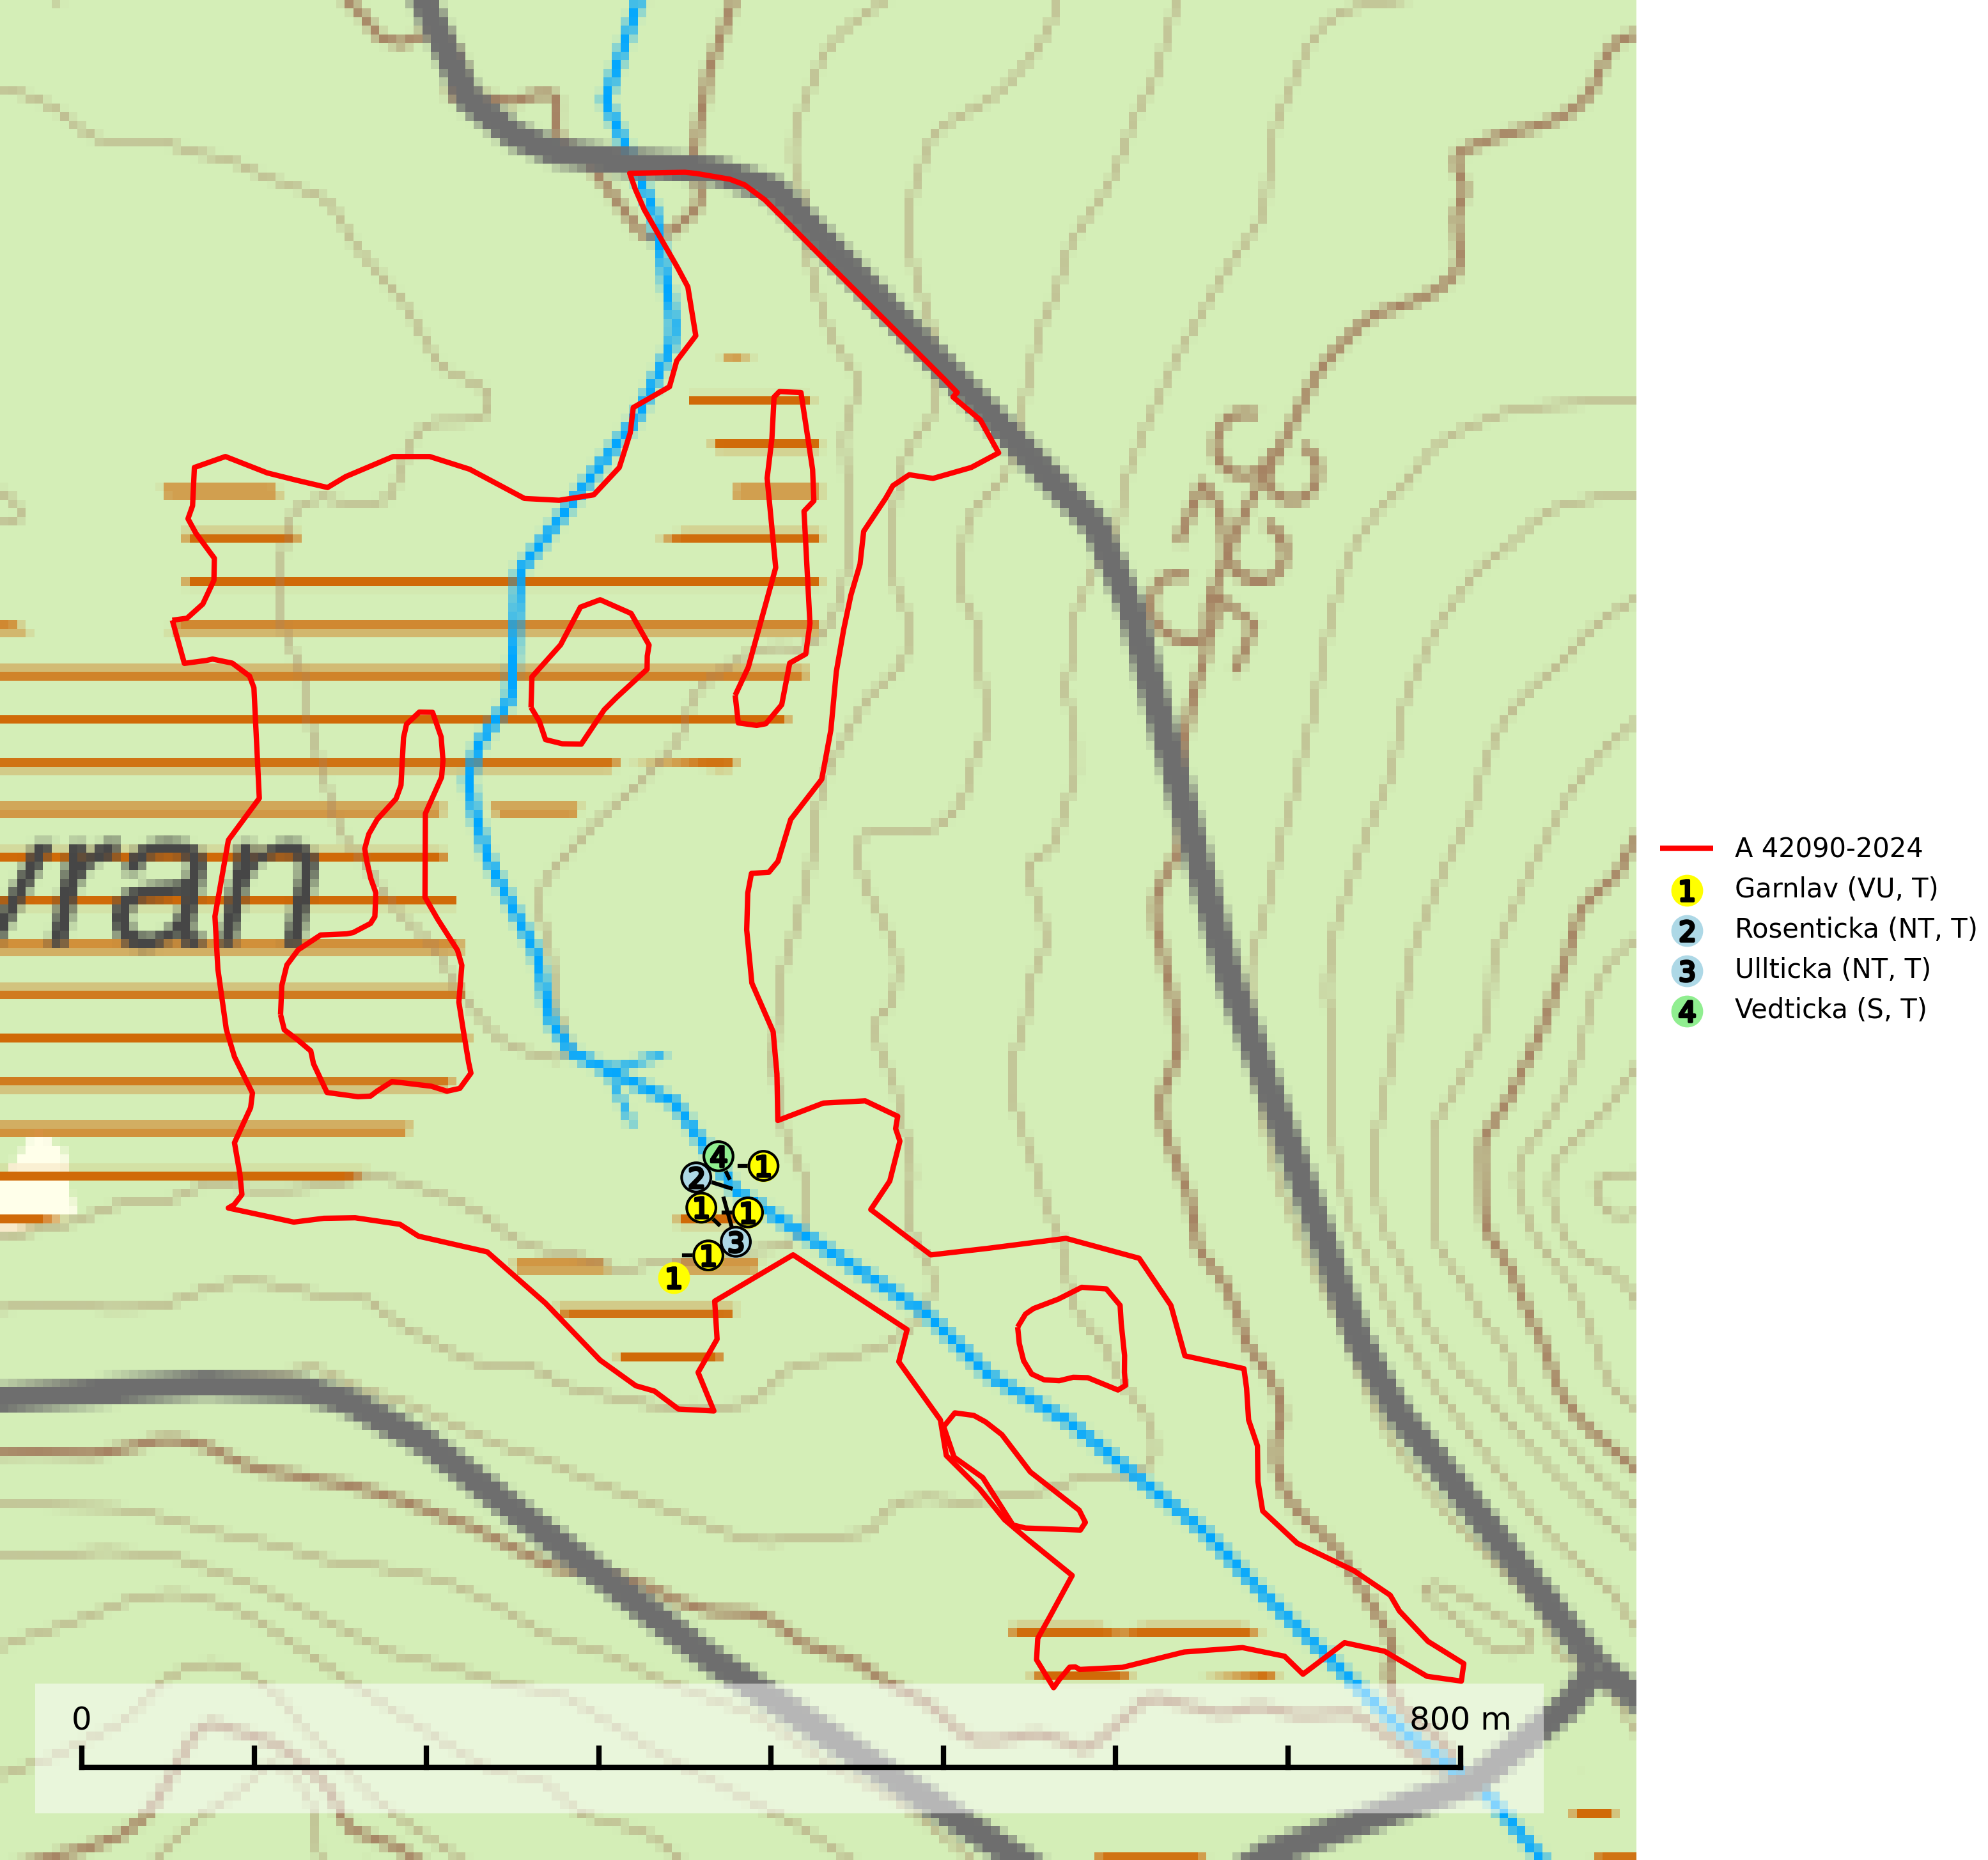 vran
4
1
2
1
1
3
1
1
0
800 m
A 42090-2024
1 Garnlav (VU, T)
2 Rosenticka (NT, T)
3 Ullticka (NT, T)
4 Vedticka (S, T)